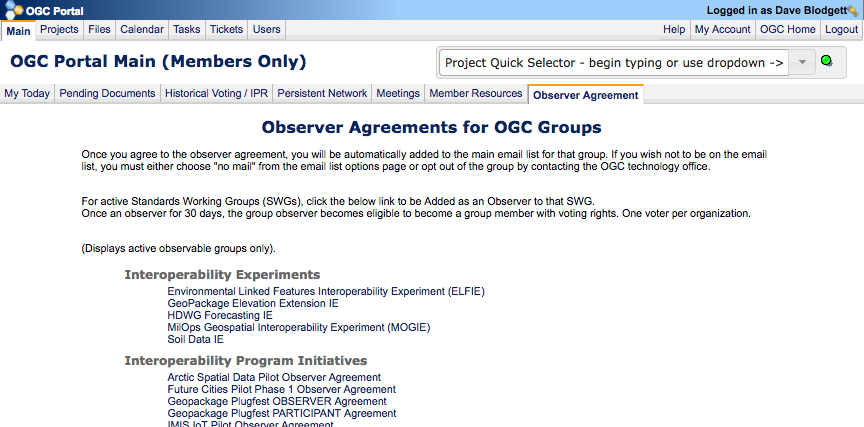 OGC Portal
Logged in as Dave Blodgett
Main Projects Files Calendar Tasks Tickets Users
Help My Account OGC Home Logout
OGC Portal Main (Members Only)
Project Quick Selector - begin typing or use dropdown ->
My Today Pending Documents Historical Voting / IPR Persistent Network Meetings Member Resources Observer Agreement
Observer Agreements for OGC Groups
Once you agree to the observer agreement, you will be automatically added to the main email list for that group. If you wish not to be on the email
list, you must either choose "no mail" from the email list options page or opt out of the group by contacting the OGC technology office.
For active Standards Working Groups (SWGs), click the below link to be Added as an Observer to that SWG.
Once an observer for 30 days, the group observer becomes eligible to become a group member with voting rights. One voter per organization.
(Displays active observable groups only).
Interoperability Experiments
Environmental Linked Features Interoperability Experiment (ELFIE)
GeoPackage Elevation Extension IE
HDWG Forecasting IE
MilOps Geospatial Interoperability Experiment (MOGIE)
Soil Data IE
Interoperability Program Initiatives
Arctic Spatial Data Pilot Observer Agreement
Future Cities Pilot Phase 1 Observer Agreement
Geopackage Plugfest OBSERVER Agreement
Geopackage Plugfest PARTICIPANT Agreement
IMIS IoT Pilot Observer Agreement